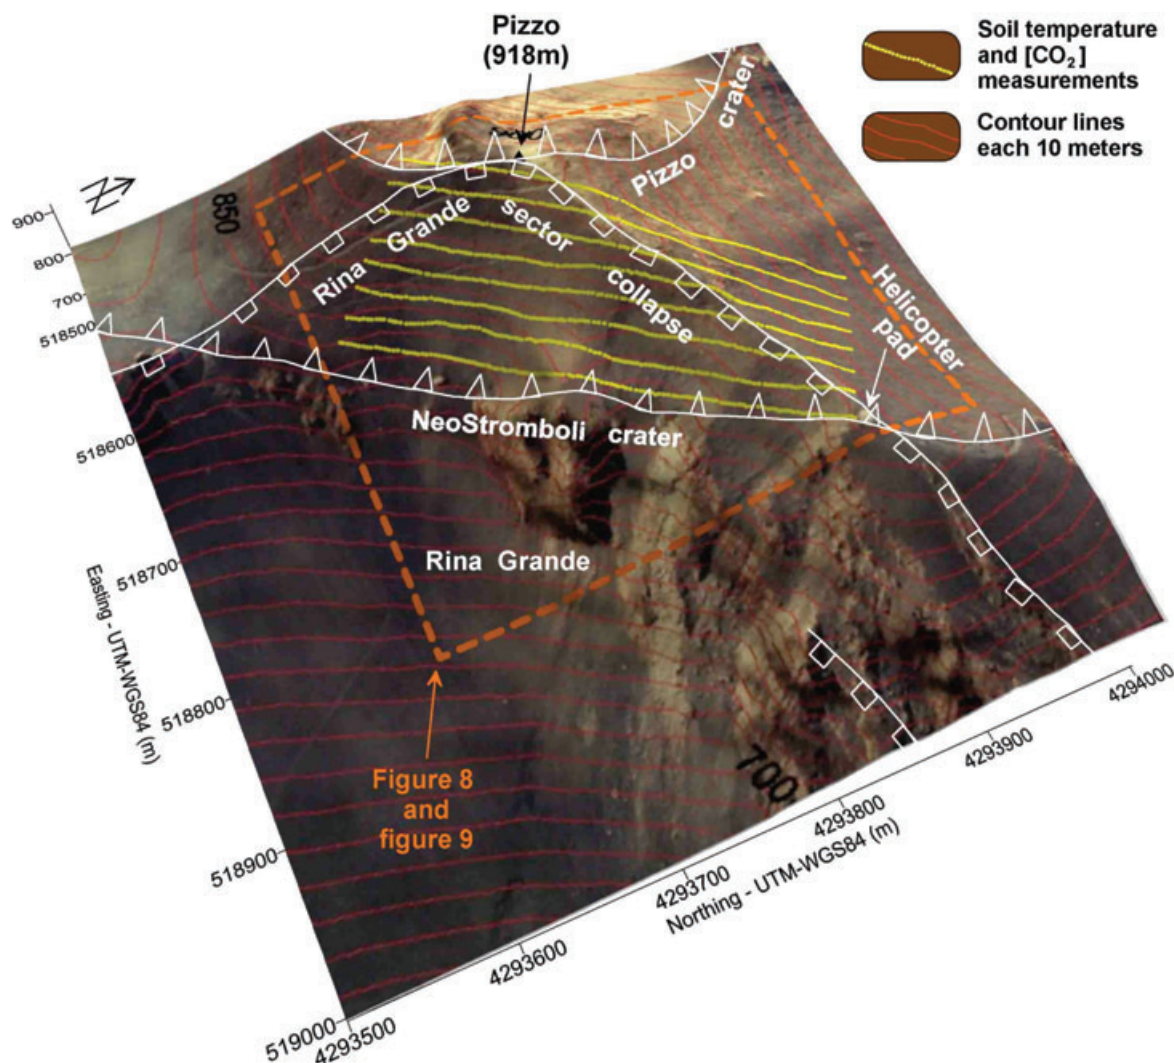 Pizzo
(918m)
Soil temperature
and [CO₂]
measurements
Contour lines
each 10 meters
N
crater
Pizzo
850
900
800
700
518500
Rina Grande
sector
collapse
Helicopter
pad
NeoStromboli crater
518600
Rina Grande
518700
Easting - UTM-WGS84 (m)
518800
Figure 8
and
figure 9
700
518900
519000
4293500
4293600
4293700
4293800
4293900
4294000
Northing - UTM-WGS84 (m)